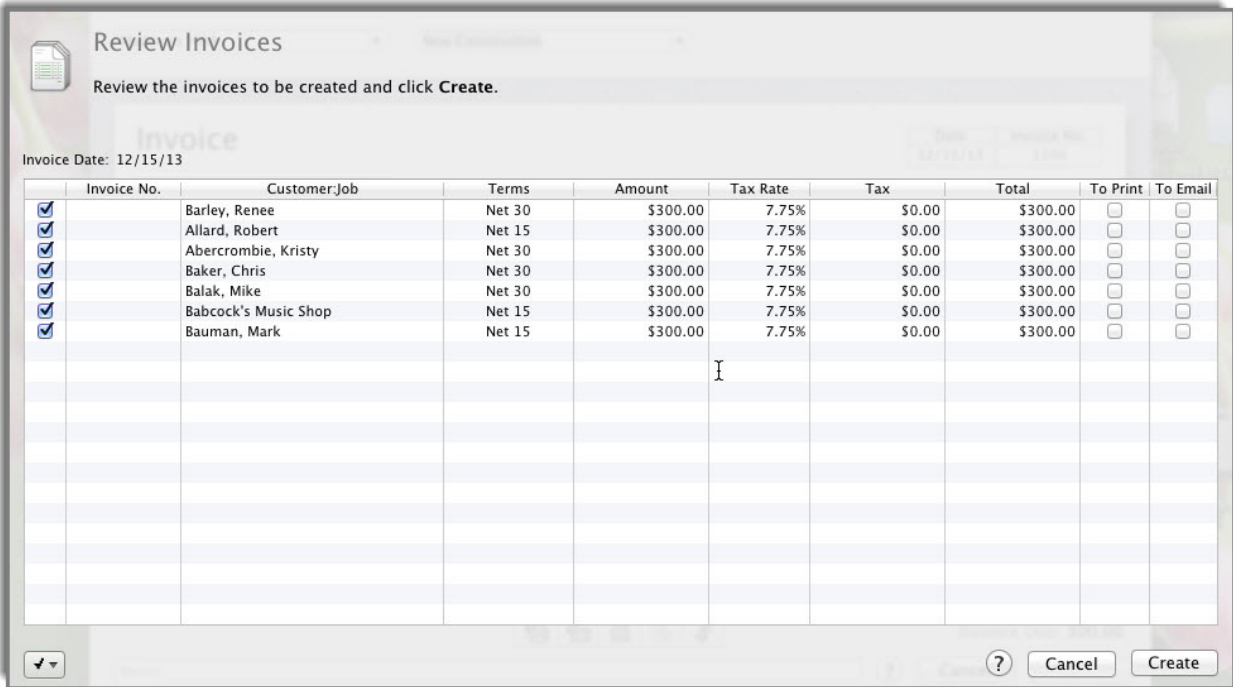 Review Invoices
Review the invoices to be created and click Create.
Invoice
Invoice Date: 12/15/13
Invoice No. Customer:Job Terms Amount Tax Rate Tax Total To Print To Email
Barley, Renee Net 30 $300.00 7.75% $0.00 $300.00
Allard, Robert Net 15 $300.00 7.75% $0.00 $300.00
Abercrombie, Kristy Net 30 $300.00 7.75% $0.00 $300.00
Baker, Chris Net 30 $300.00 7.75% $0.00 $300.00
Balak, Mike Net 30 $300.00 7.75% $0.00 $300.00
Babcock's Music Shop Net 15 $300.00 7.75% $0.00 $300.00
Bauman, Mark Net 15 $300.00 7.75% $0.00 $300.00
? Cancel Create